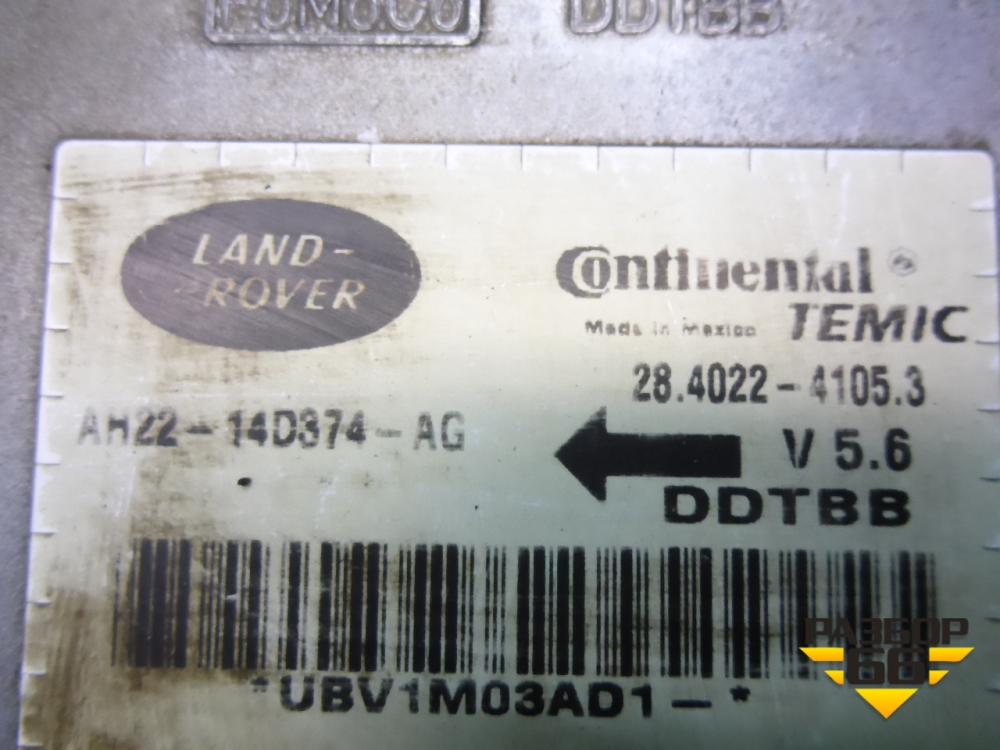 FoMoCo DDTBB
LAND-
ROVER
Continental
Made in Mexico TEMIC
28.4022-4105.3
AH22-14D374-AG
V 5.6
DDTBB
*UBV1M03AD1-*
РАЗБОР
66